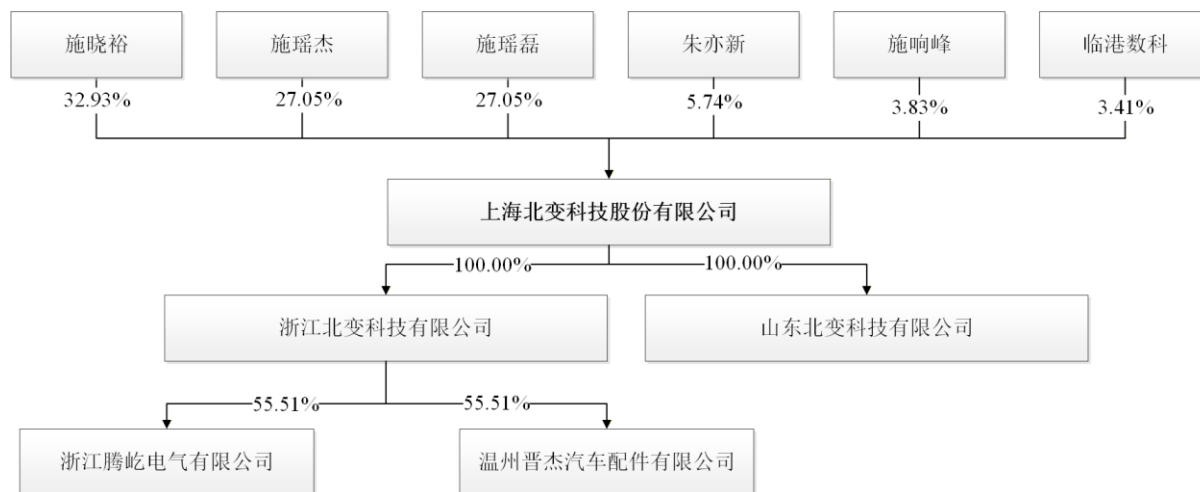 施晓裕 施瑶杰 施瑶磊 朱亦新 施响峰 临港数科
32.93% 27.05% 27.05% 5.74% 3.83% 3.41%
上海北变科技股份有限公司
100.00% 100.00%
浙江北变科技有限公司 山东北变科技有限公司
55.51% 55.51%
浙江腾屹电气有限公司 温州晋杰汽车配件有限公司